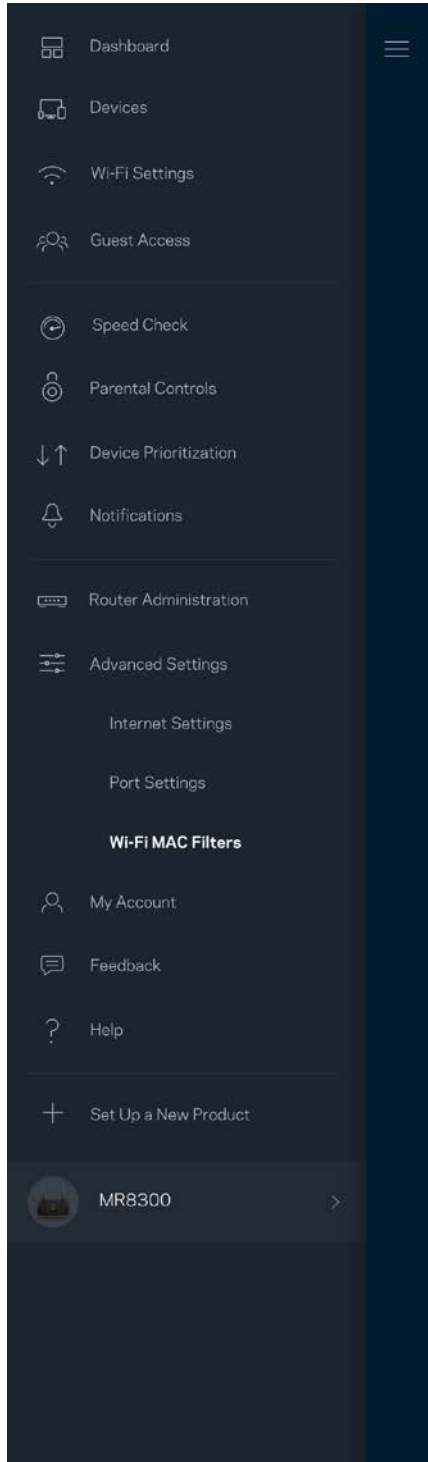 Dashboard
Devices
Wi-Fi Settings
Guest Access
Speed Check
Parental Controls
Device Prioritization
Notifications
Router Administration
Advanced Settings
Internet Settings
Port Settings
Wi-Fi MAC Filters
My Account
Feedback
Help
Set Up a New Product
MR8300